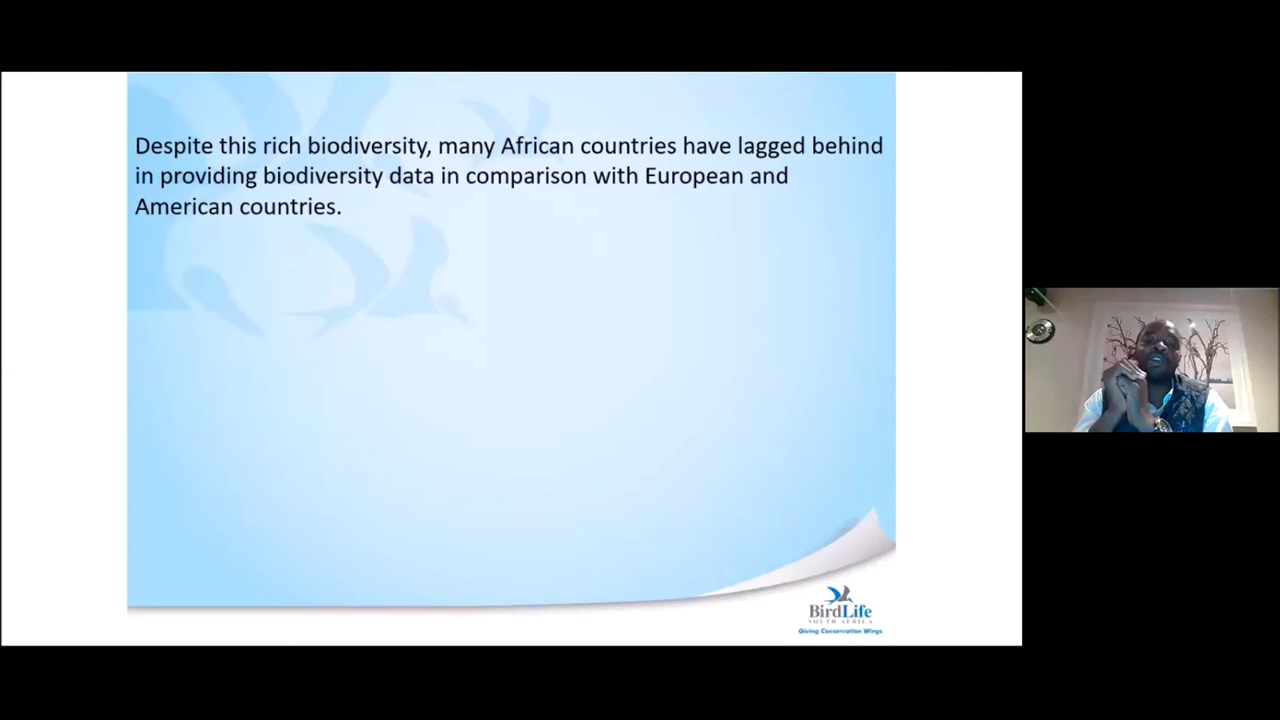 Despite this rich biodiversity, many African countries have lagged behind
in providing biodiversity data in comparison with European and
American countries.
BirdLife
SOUTH AFRICA
Giving Conservation Wings